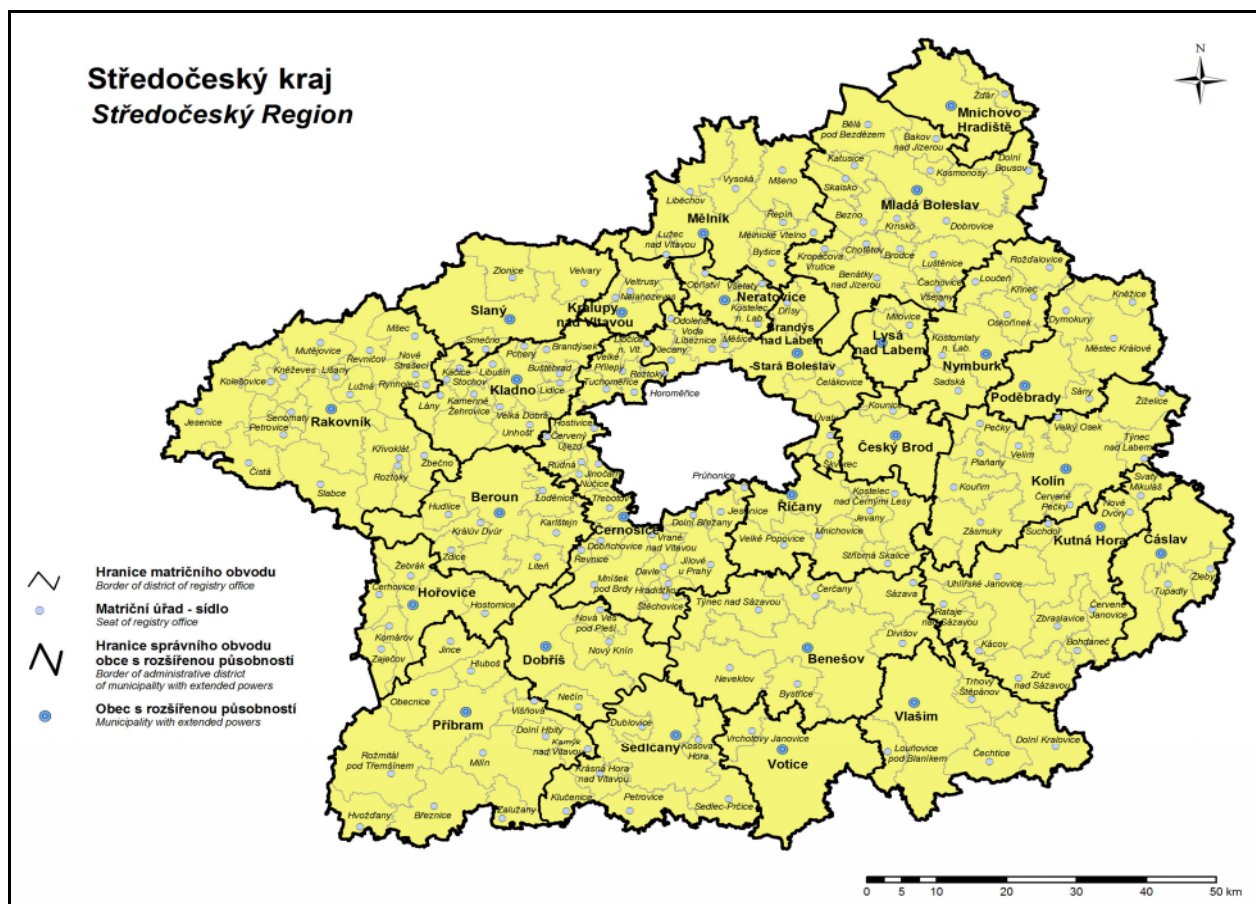 Středočeský kraj
Středočeský Region
N
Žďár
Mnichovo
Hradiště
Bělá
pod Bezdězem
Bakov
nad Jizerou
Dolní
Bousov
Katusice
Kosmonosy
Skalsko
Mladá Boleslav
Bezno
Krnsko
Dobrovice
Chotětov
Brodce
Luštěnice
Kropáčova
Vrutice
Benátky
nad Jizerou
Čachovice
Všejany
Vysoká
Mšeno
Liběchov
Mělník
Řepín
Mělnické Vtelno
Lužec
nad Vltavou
Byšice
Rožďalovice
Loučeň
Křinec
Kněžice
Dymokury
Oskořínek
Městec Králové
Zlonice
Velvary
Veltrusy
Nelahozeves
Obříství
Všetaty
Neratovice
Kostelec
n. Lab.
Dřísy
Slaný
Kralupy
nad Vltavou
Odolena
Voda
Brandýs
nad Labem
-Stará Boleslav
Milovice
Lysá
nad Labem
Kostomlaty
n. Lab.
Nymburk
Sadská
Poděbrady
Sány
Smečno
Pchery
Brandýsek
Libčice
n. Vlt.
Líbeznice
Měšice
Klecany
Čelákovice
Mšec
Mutějovice
Řevničov
Nové
Strašecí
Kačice
Libušín
Stochov
Buštěhrad
Velké
Přílepy
Roztoky
Tuchoměřice
Horoměřice
Kněževes
Lišany
Kolešovice
Lužná
Rynholec
Kladno
Lidice
Lány
Kamenné
Žehrovice
Velká Dobrá
Unhošť
Hostivice
Červený
Újezd
Jesenice
Senomaty
Petrovice
Rakovník
Čistá
Křivoklát
Zbečno
Roztoky
Slabce
Rudná
Jinočany
Nučice
Třebotov
Úvaly
Kounice
Český Brod
Škvorec
Průhonice
Žiželice
Pečky
Velký Osek
Týnec
nad Labem
Velim
Plaňany
Kolín
Svatý
Mikuláš
Kouřim
Červené
Pečky
Nové
Dvory
Zásmuky
Suchdol
Kutná Hora
Čáslav
Žleby
Tupadly
Beroun
Loděnice
Hudlice
Králův Dvůr
Karlštejn
Zdice
Liteň
Černošice
Dobřichovice
Řevnice
Dolní Břežany
Jesenice
Vrané
nad Vltavou
Říčany
Kostelec
nad Černými Lesy
Jevany
Velké Popovice
Mnichovice
Stříbrná Skalice
Mníšek
pod Brdy
Davle
Jílové
u Prahy
Hradištko
Štěchovice
Žebrák
Cerhovice
Hořovice
Hostomice
Komárov
Zaječov
Týnec nad Sázavou
Čerčany
Sázava
Uhlířské Janovice
Rataje
nad Sázavou
Zbraslavice
Červené
Janovice
Bohdaneč
Kácov
Zruč
nad Sázavou
Nová Ves
pod Pleší
Nový Knín
Dobříš
Jince
Hluboš
Obecnice
Příbram
Višňová
Nečín
Dolní Hbity
Kamýk
nad Vltavou
Rožmitál
pod Třemšínem
Milín
Hvožďany
Březnice
Zalužany
Divišov
Benešov
Neveklov
Bystřice
Dublovice
Sedlčany
Kosova
Hora
Krásná Hora
nad Vltavou
Klučenice
Petrovice
Sedlec-Prčice
Vrchotovy Janovice
Votice
Trhový
Štěpánov
Vlašim
Louňovice
pod Blaníkem
Čechtice
Dolní Kralovice
Hranice matričního obvodu
Border of district of registry office
Matriční úřad - sídlo
Seat of registry office
Hranice správního obvodu
obce s rozšířenou působností
Border of administrative district
of municipality with extended powers
Obec s rozšířenou působností
Municipality with extended powers
0 5 10 20 30 40 50 km